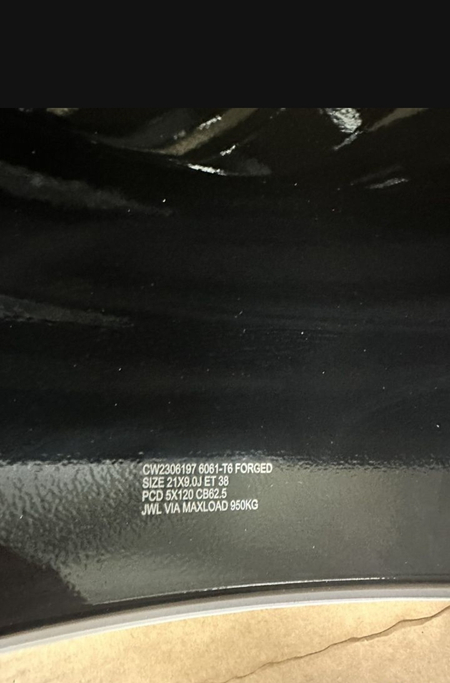 CW2306197 6061-T6 FORGED
SIZE 21X9.0J ET 38
PCD 5X120 CB62.5
JWL VIA MAXLOAD 950KG